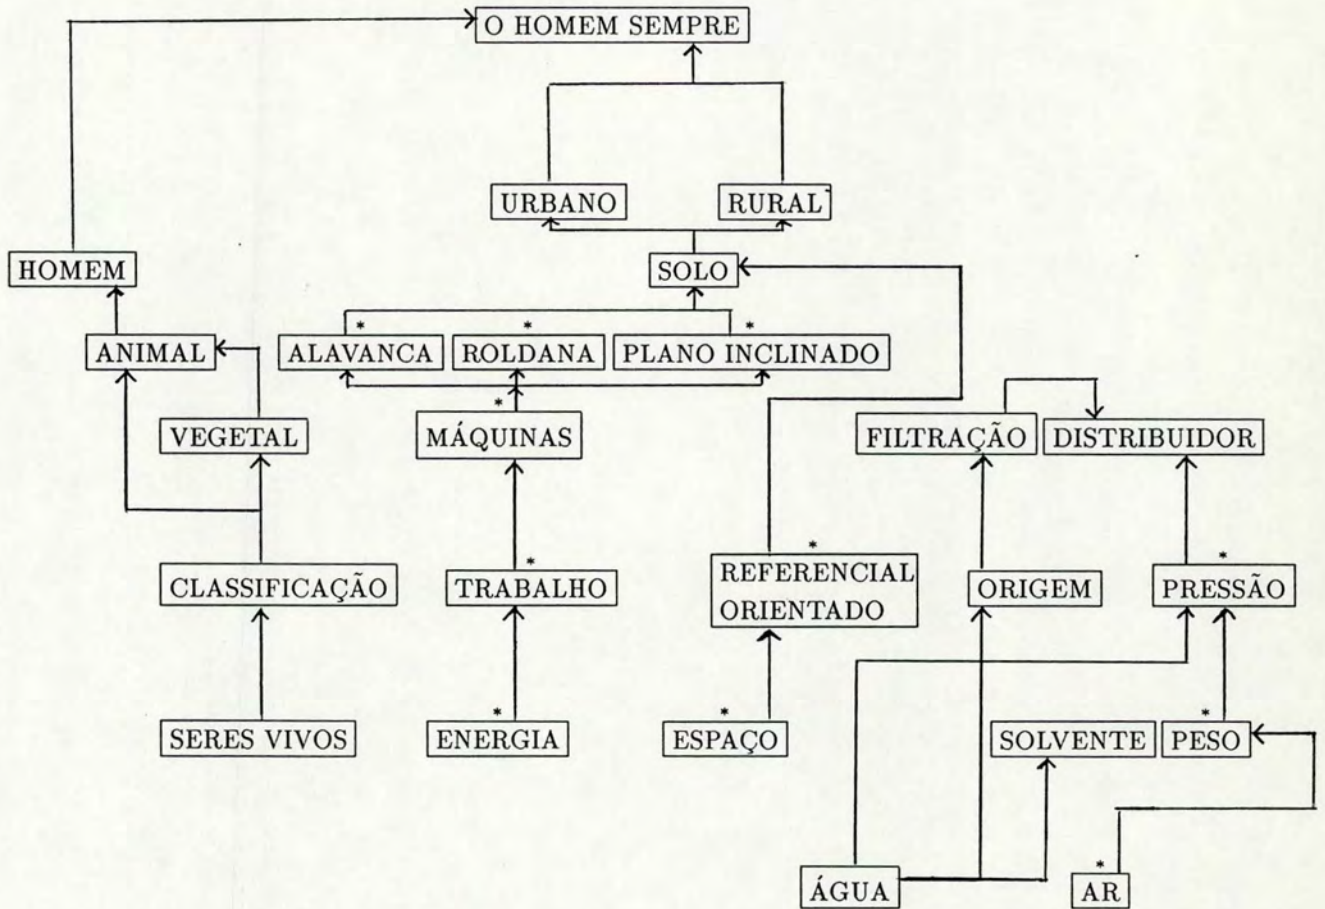 O HOMEM SEMPRE
URBANO
RURAL
HOMEM
SOLO
*
*
*
ANIMAL
ALAVANCA
ROLDANA
PLANO INCLINADO
*
VEGETAL
MÁQUINAS
FILTRAÇÃO
DISTRIBUIDOR
*
*
*
CLASSIFICAÇÃO
TRABALHO
REFERENCIAL
ORIENTADO
ORIGEM
PRESSÃO
*
*
*
SERES VIVOS
ENERGIA
ESPAÇO
SOLVENTE
PESO
*
ÁGUA
AR